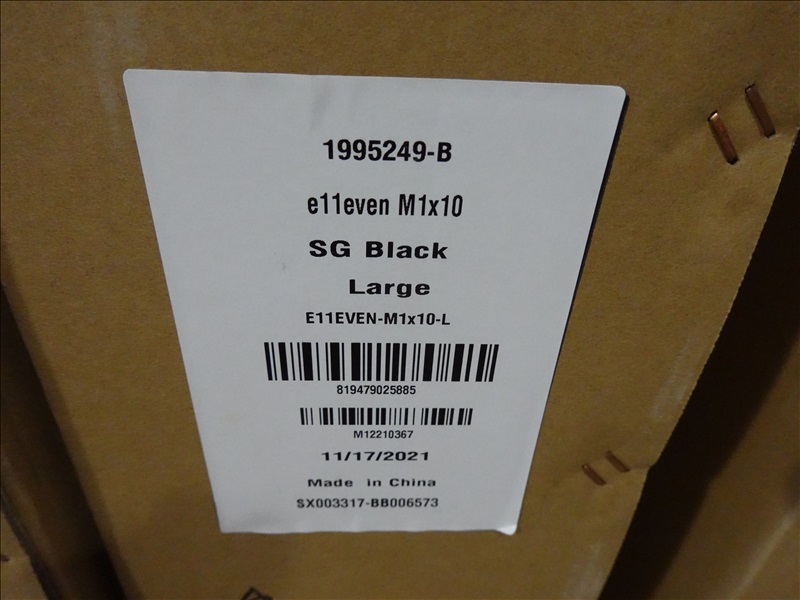 1995249-B
e11even M1x10
SG Black
Large
E11EVEN-M1x10-L
819479025885
M12210367
11/17/2021
Made in China
SX003317-BB006573